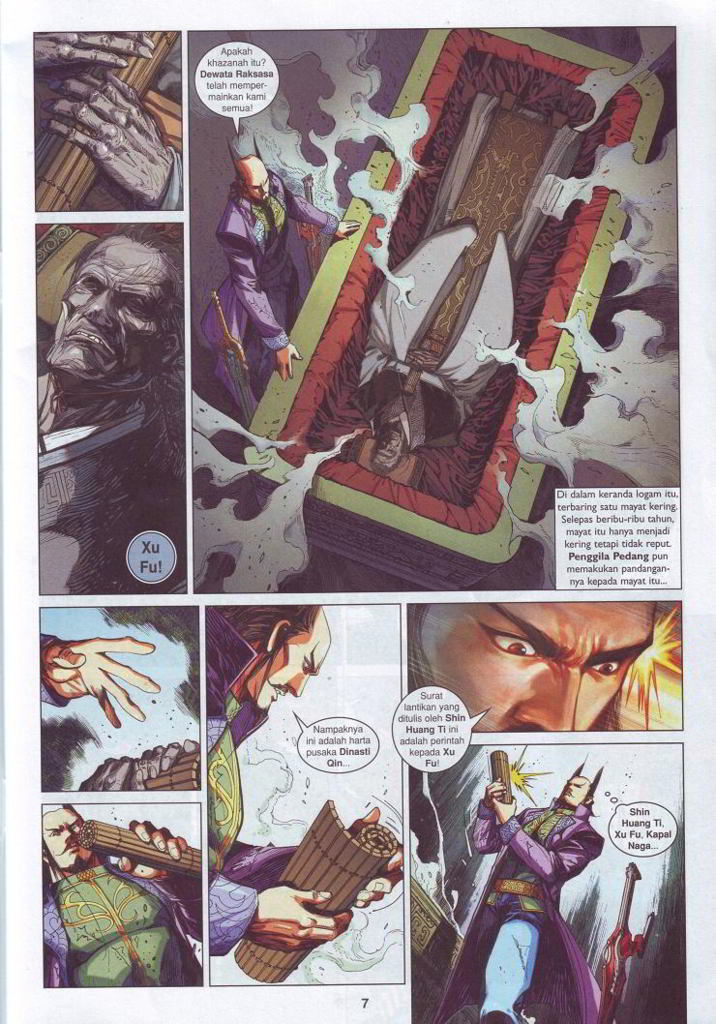 Apakah
khazanah itu?
Dewata Raksasa
telah memper-
mainkan kami
semua!
Di dalam keranda logam itu,
terbaring satu mayat kering.
Selepas beribu-ribu tahun,
mayat itu hanya menjadi
kering tetapi tidak reput.
Penggila Pedang pun
memakukan pandangan-
nya kepada mayat itu...
Xu
Fu!
Nampaknya
ini adalah harta
pusaka Dinasti
Qin...
Surat
lantikan yang
ditulis oleh Shin
Huang Ti ini
adalah perintah
kepada Xu
Fu!
Shin
Huang Ti,
Xu Fu, Kapal
Naga...
7